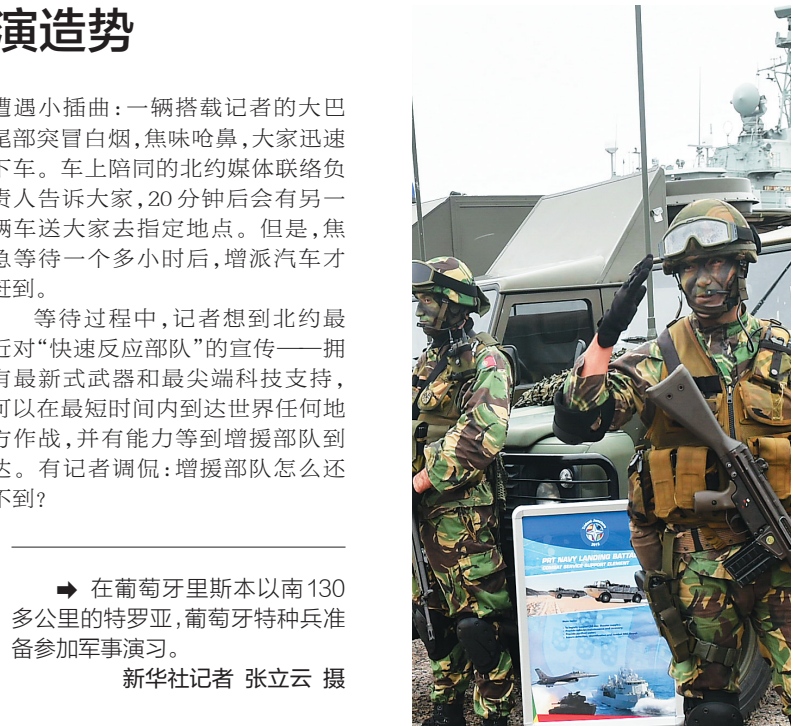 演造势
遭遇小插曲：一辆搭载记者的大巴
尾部突冒白烟，焦味呛鼻，大家迅速
下车。车上陪同的北约媒体联络负
责人告诉大家，20分钟后会有另一
辆车送大家去指定地点。但是，焦
急等待一个多小时后，增派汽车才
赶到。
等待过程中，记者想到北约最
近对“快速反应部队”的宣传——拥
有最新式武器和最尖端科技支持，
可以在最短时间内到达世界任何地
方作战，并有能力等到增援部队到
达。有记者调侃：增援部队怎么还
不到？
➡ 在葡萄牙里斯本以南130
多公里的特罗亚，葡萄牙特种兵准
备参加军事演习。
新华社记者 张立云 摄
PRT NAVY LANDING BATTA
COMBAT SERVICE SUPPORT ELEMENT